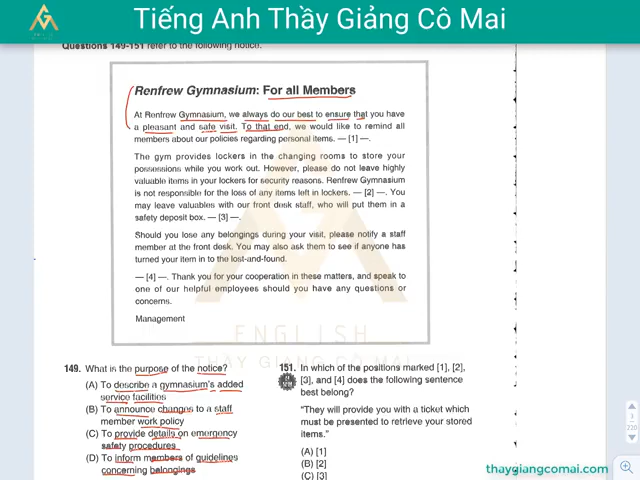 Tiếng Anh Thầy Giảng Cô Mai
Questions 149-151 refer to the following notice.
Renfrew Gymnasium: For all Members
At Renfrew Gymnasium, we always do our best to ensure that you have
a pleasant and safe visit. To that end, we would like to remind all
members about our policies regarding personal items. — [1] —.
The gym provides lockers in the changing rooms to store your
possessions while you work out. However, please do not leave highly
valuable items in your lockers for security reasons. Renfrew Gymnasium
is not responsible for the loss of any items left in lockers. — [2] —. You
may leave valuables with our front desk staff, who will put them in a
safety deposit box. — [3] —.
Should you lose any belongings during your visit, please notify a staff
member at the front desk. You may also ask them to see if anyone has
turned your item in to the lost-and-found.
— [4] —. Thank you for your cooperation in these matters, and speak to
one of our helpful employees should you have any questions or
concerns.
Management
ENGLISH
THẦY GIẢNG CÔ MAI
149. What is the purpose of the notice?
(A) To describe a gymnasium's added
service facilities
(B) To announce changes to a staff
member work policy
(C) To provide details on emergency
safety procedures
(D) To inform members of guidelines
concerning belongings
151. In which of the positions marked [1], [2],
[3], and [4] does the following sentence
best belong?
"They will provide you with a ticket which
must be presented to retrieve your stored
items."
(A) [1]
(B) [2]
(C) [3]
3
220
thaygiangcomai.com